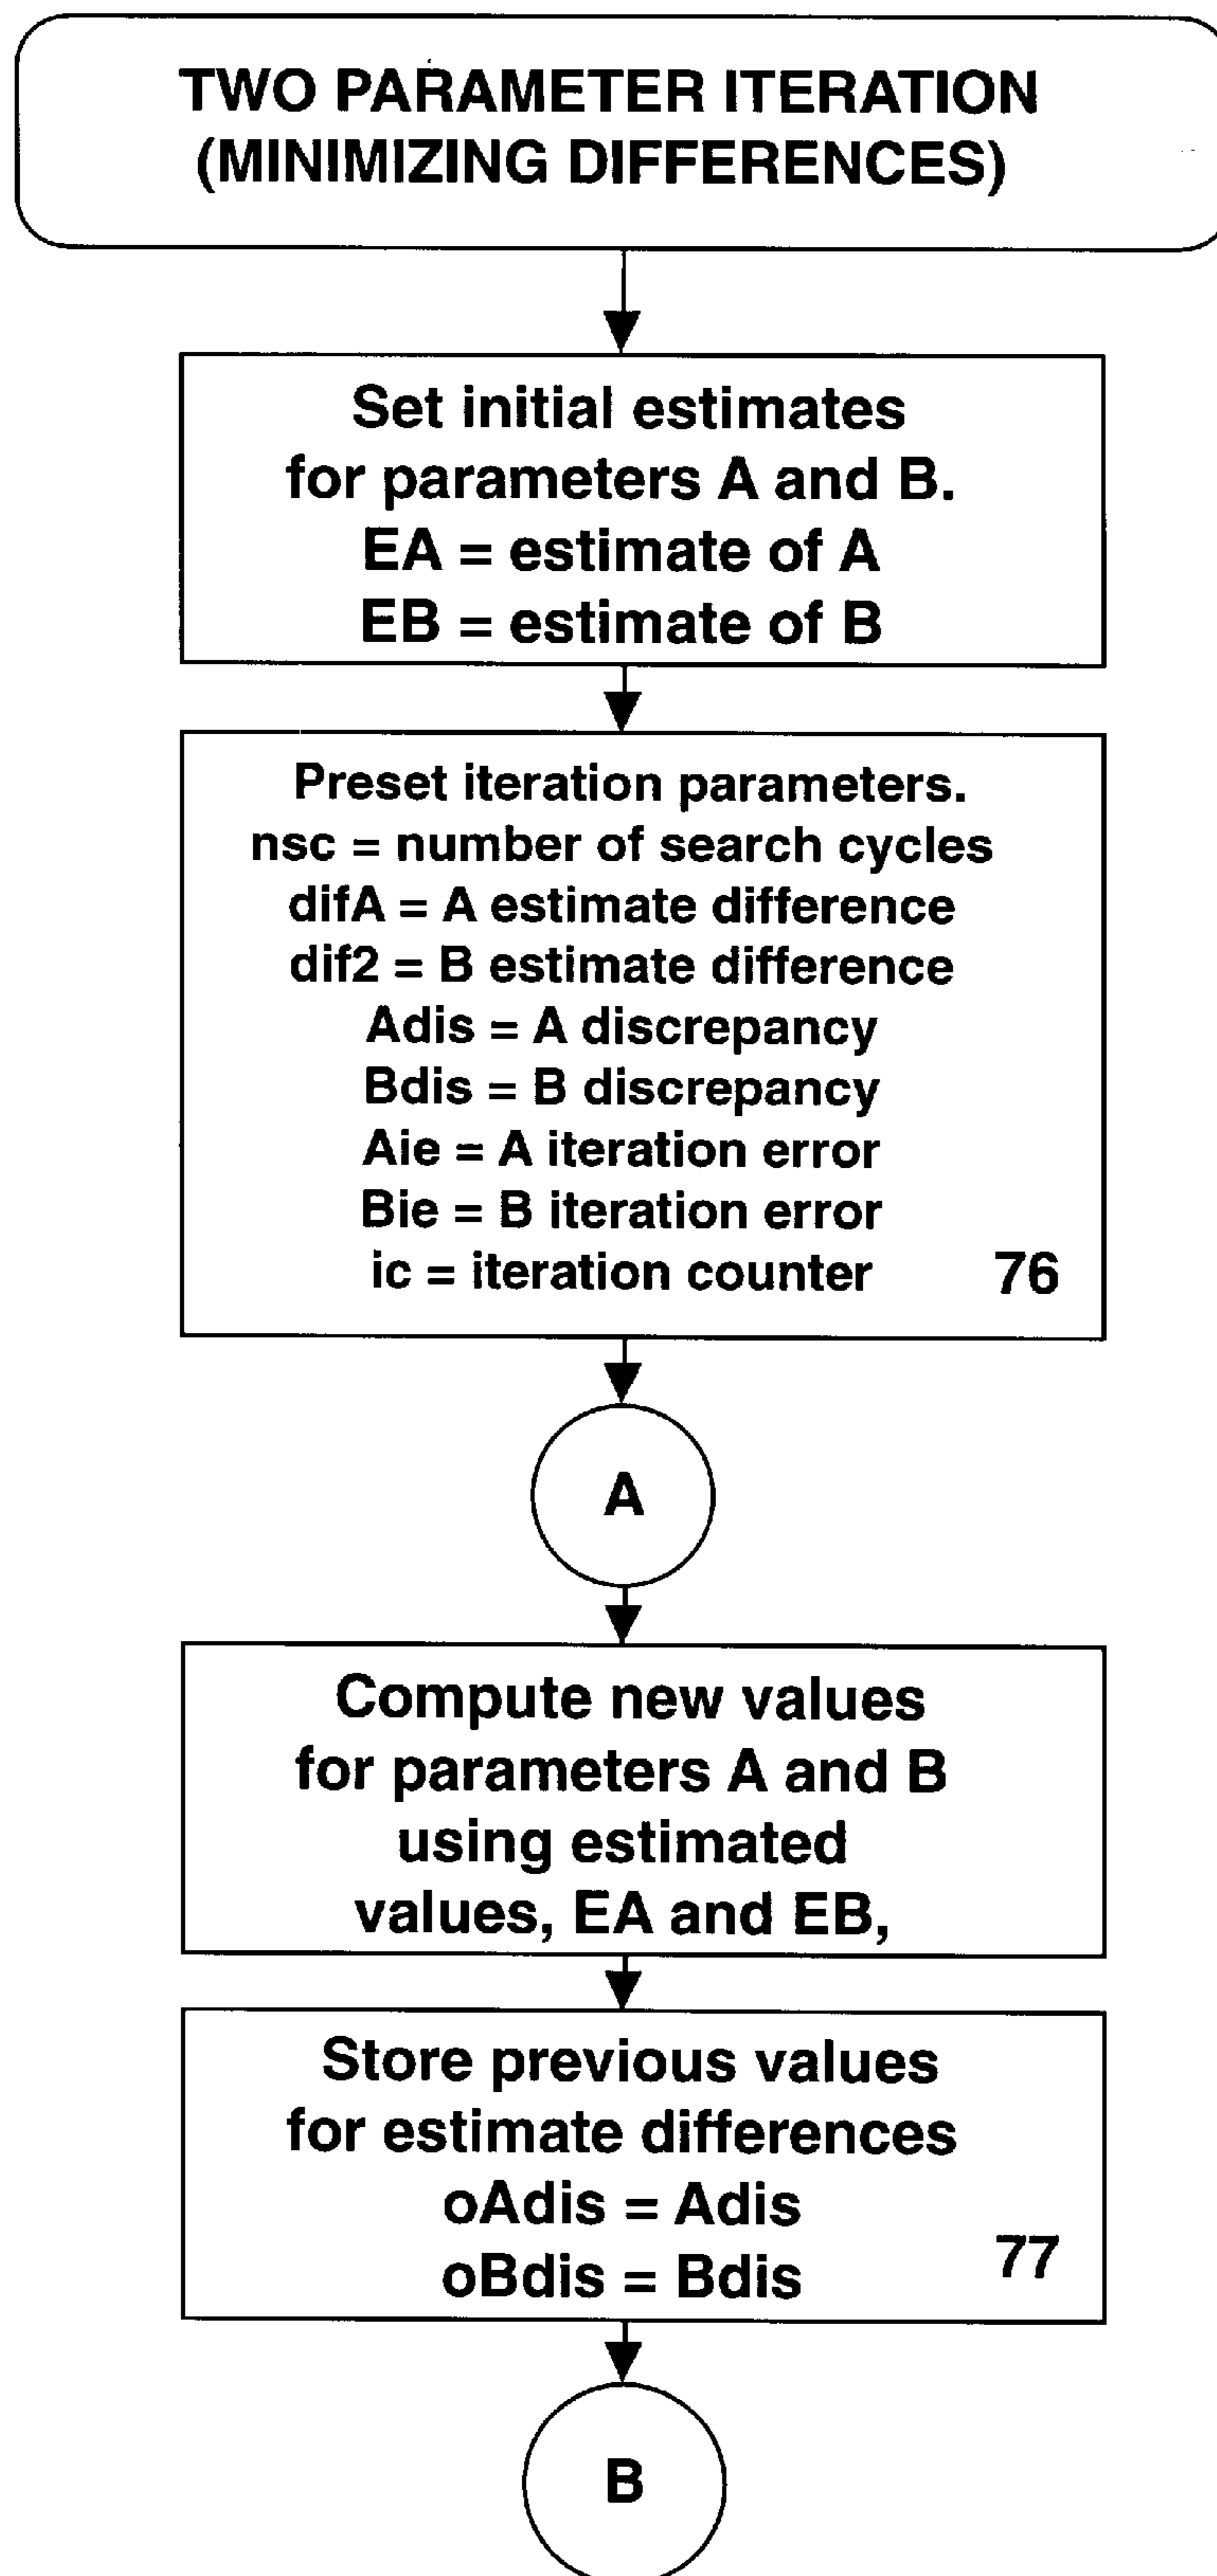 TWO PARAMETER ITERATION
(MINIMIZING DIFFERENCES)
Set initial estimates
for parameters A and B.
EA = estimate of A
EB = estimate of B
Preset iteration parameters.
nsc = number of search cycles
difA = A estimate difference
dif2 = B estimate difference
Adis = A discrepancy
Bdis = B discrepancy
Aie = A iteration error
Bie = B iteration error
ic = iteration counter 76
A
Compute new values
for parameters A and B
using estimated
values, EA and EB,
Store previous values
for estimate differences
oAdis = Adis
oBdis = Bdis 77
B